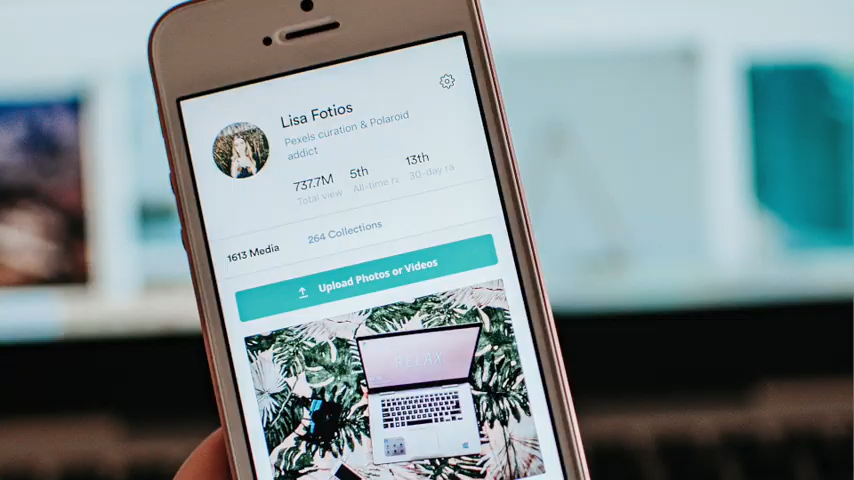 Lisa Fotios
Pexels curation & Polaroid
addict
737.7M 5th 13th
Total view All-time r 30-day ra
1613 Media 264 Collections
Upload Photos or Videos
RELAX